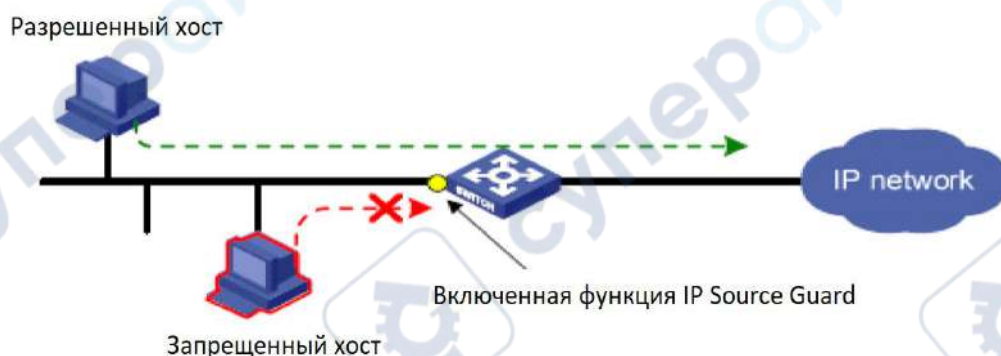 Разрешенный хост
IP network
SWITCH
Включенная функция IP Source Guard
Запрещенный хост